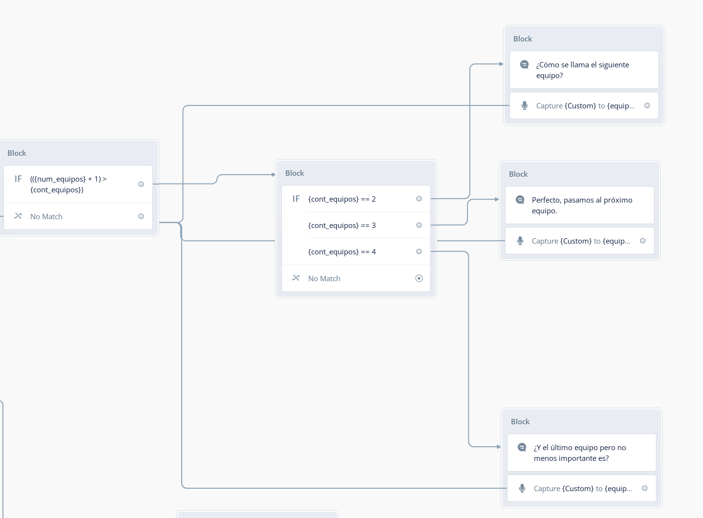 Block
IF (({num_equipos} + 1) >
{cont_equipos})
No Match
Block
IF {cont_equipos} == 2
{cont_equipos} == 3
{cont_equipos} == 4
No Match
Block
¿Cómo se llama el siguiente
equipo?
Capture {Custom} to {equip...
Block
Perfecto, pasamos al próximo
equipo.
Capture {Custom} to {equip...
Block
¿Y el último equipo pero no
menos importante es?
Capture {Custom} to {equip...